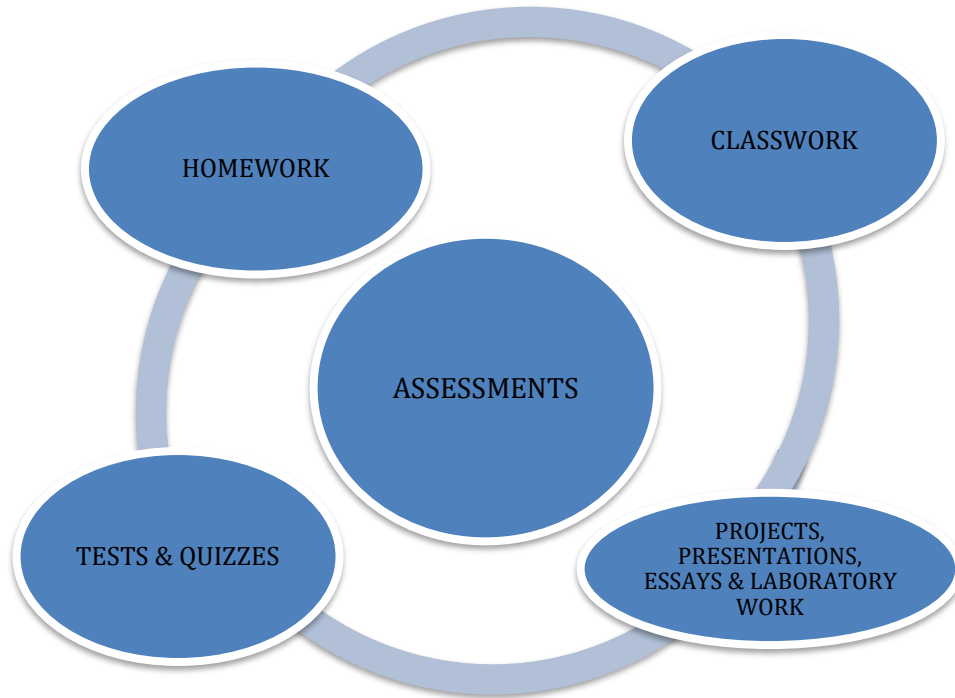 HOMEWORK
CLASSWORK
ASSESSMENTS
TESTS & QUIZZES
PROJECTS,
PRESENTATIONS,
ESSAYS & LABORATORY
WORK